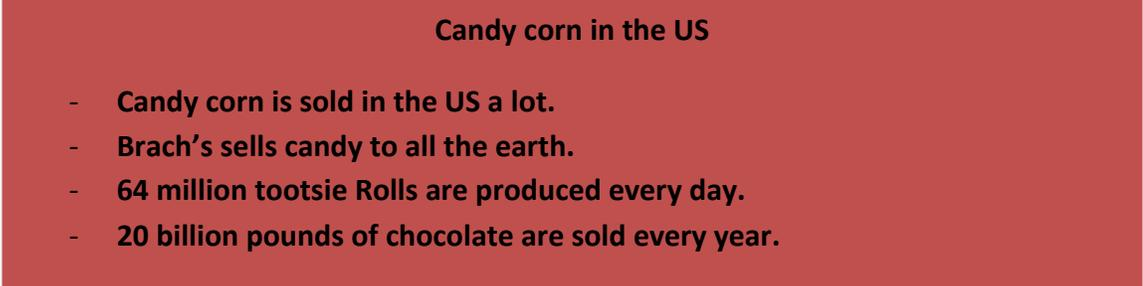 Candy corn in the US
- Candy corn is sold in the US a lot.
- Brach’s sells candy to all the earth.
- 64 million tootsie Rolls are produced every day.
- 20 billion pounds of chocolate are sold every year.